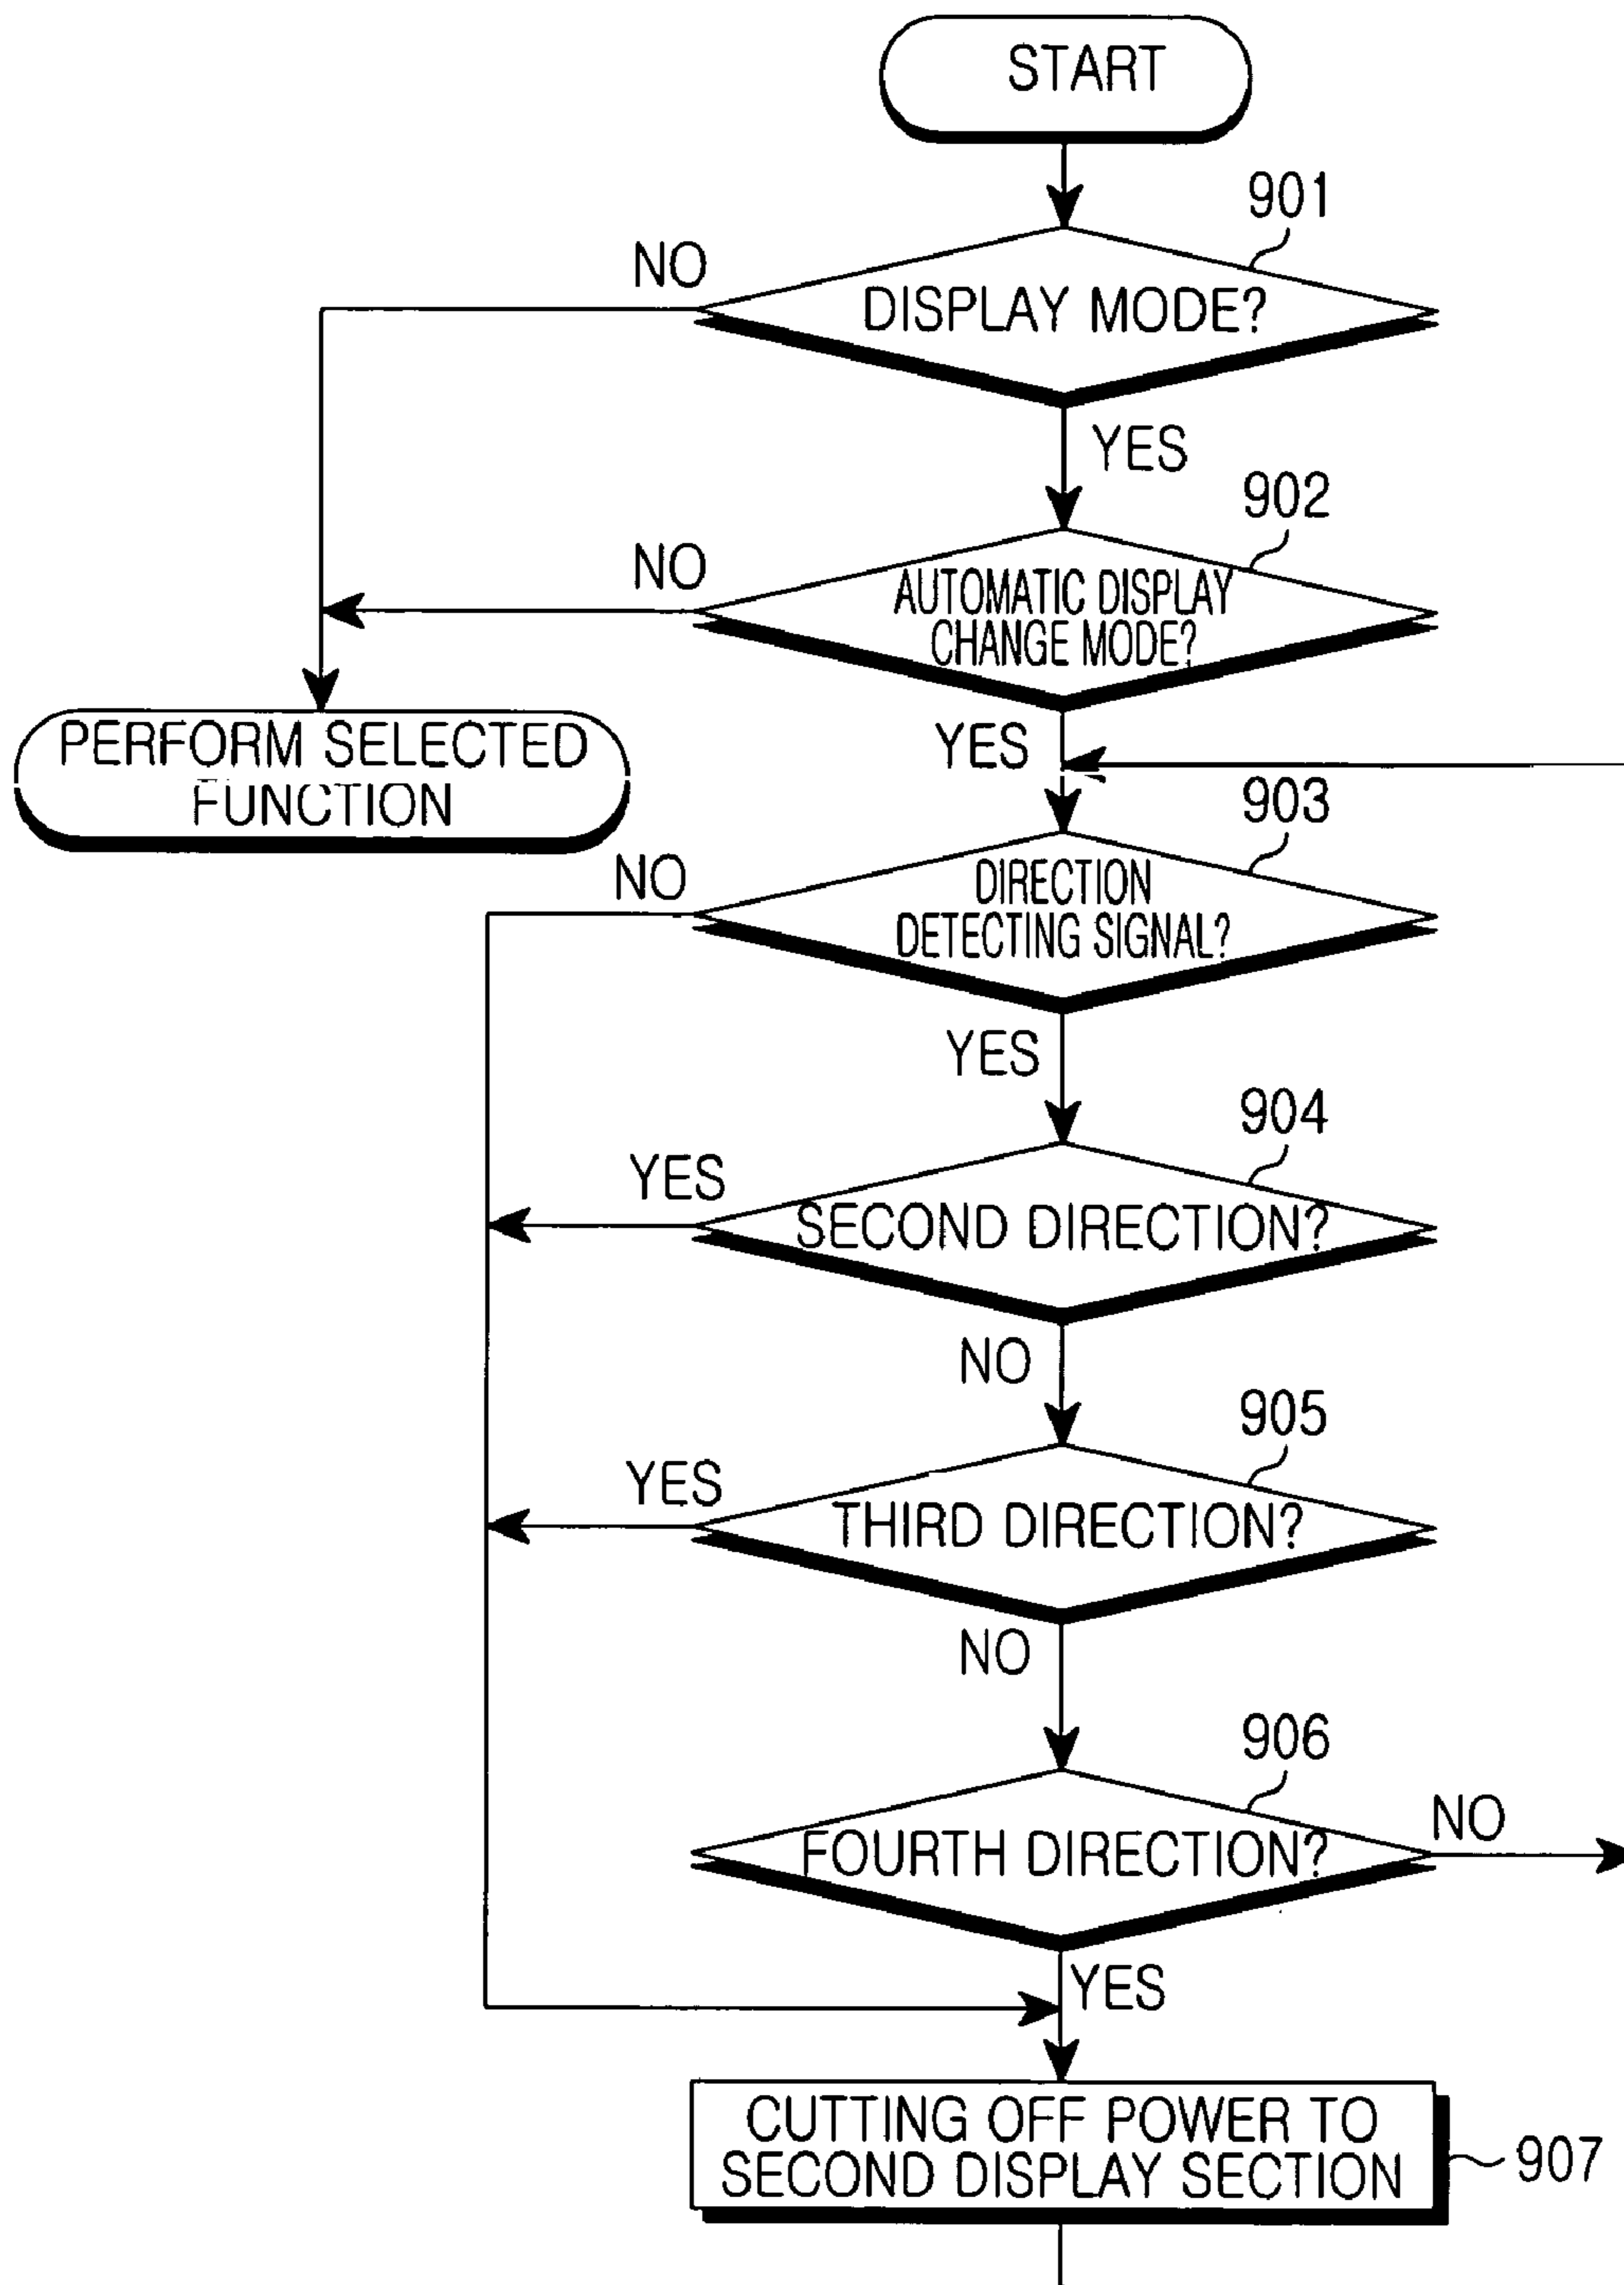 START
901
NO
DISPLAY MODE?
YES
902
NO
AUTOMATIC DISPLAY
CHANGE MODE?
PERFORM SELECTED
FUNCTION
YES
903
NO
DIRECTION
DETECTING SIGNAL?
YES
904
YES
SECOND DIRECTION?
NO
905
YES
THIRD DIRECTION?
NO
906
NO
FOURTH DIRECTION?
YES
CUTTING OFF POWER TO
SECOND DISPLAY SECTION
907